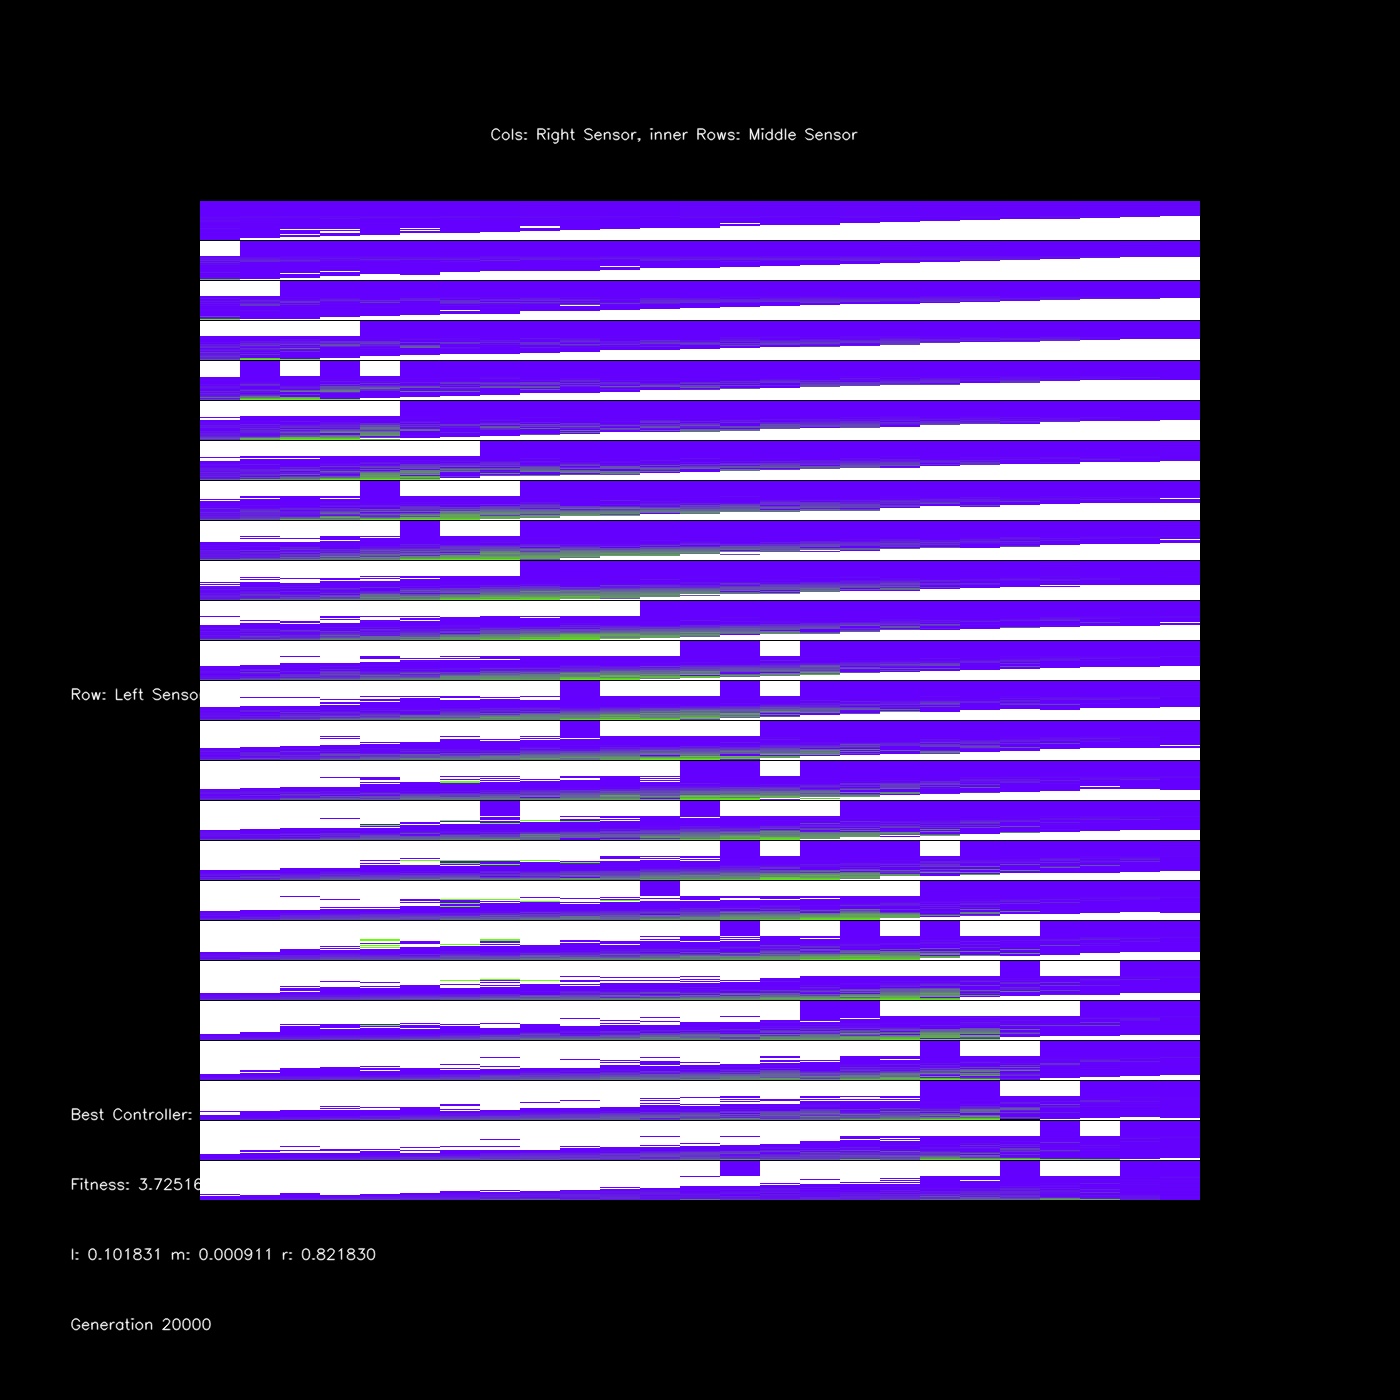 Cols: Right Sensor, inner Rows: Middle Sensor
Row: Left Senso
Best Controller:
Fitness: 3.72516
l: 0.101831 m: 0.000911 r: 0.821830
Generation 20000